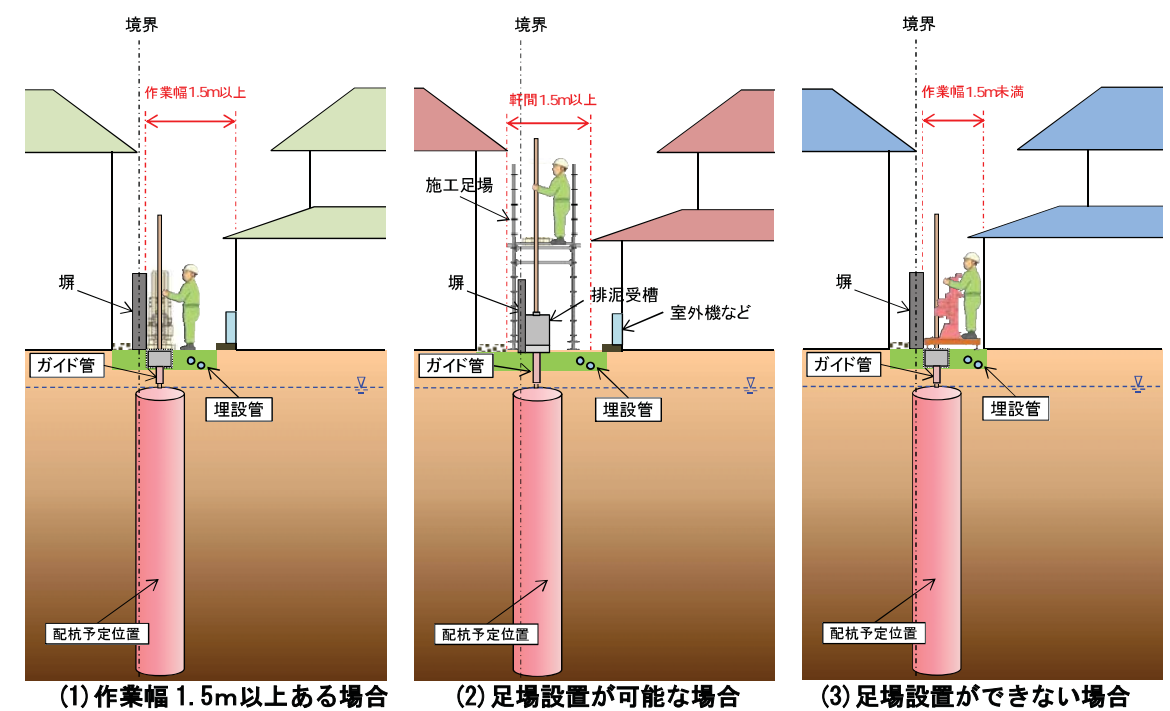 境界
作業幅1.5m以上
塀
ガイド管
埋設管
配杭予定位置
(1)作業幅1.5m以上ある場合
境界
軒間1.5m以上
施工足場
塀
排泥受槽
室外機など
ガイド管
埋設管
配杭予定位置
(2)足場設置が可能な場合
境界
作業幅1.5m未満
塀
ガイド管
埋設管
配杭予定位置
(3)足場設置ができない場合